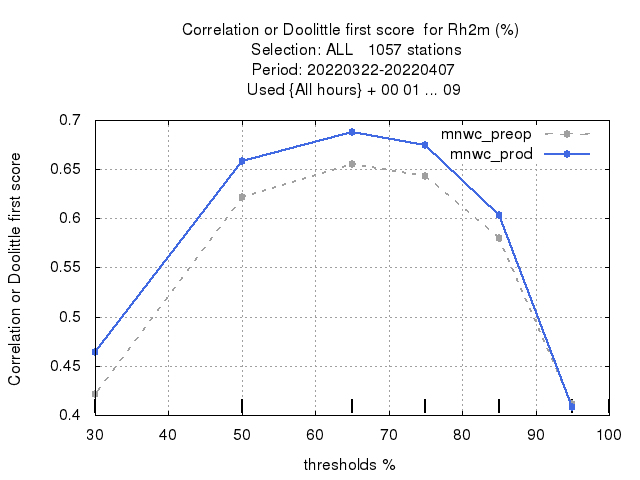 Correlation or Doolittle first score  for Rh2m (%)
Selection: ALL   1057 stations
Period: 20220322-20220407
Used {All hours} + 00 01 ... 09
0.7
0.65
0.6
0.55
0.5
0.45
0.4
Correlation or Doolittle first score
mnwc_preop
mnwc_prod
30 40 50 60 70 80 90 100
thresholds %